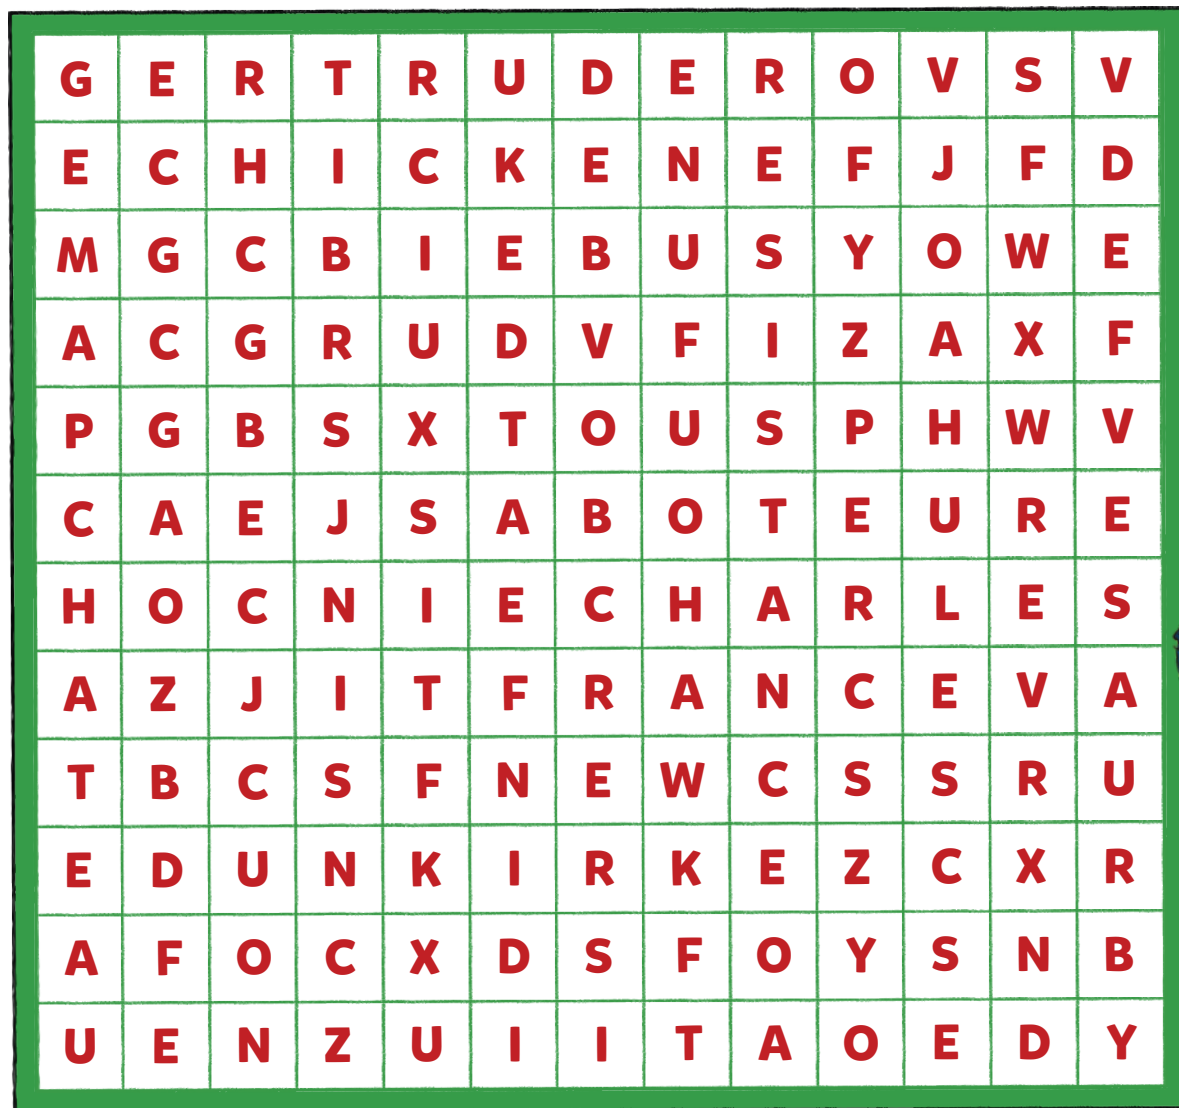 G E R T R U D E R O V S V
E C H I C K E N E F J F D
M G C B I E B U S Y O W E
A C G R U D V F I Z A X F
P G B S X T O U S P H W V
C A E J S A B O T E U R E
H O C N I E C H A R L E S
A Z J I T F R A N C E V A
T B C S F N E W C S S R U
E D U N K I R K E Z C X R
A F O C X D S F O Y S N B
U E N Z U I I T A O E D Y